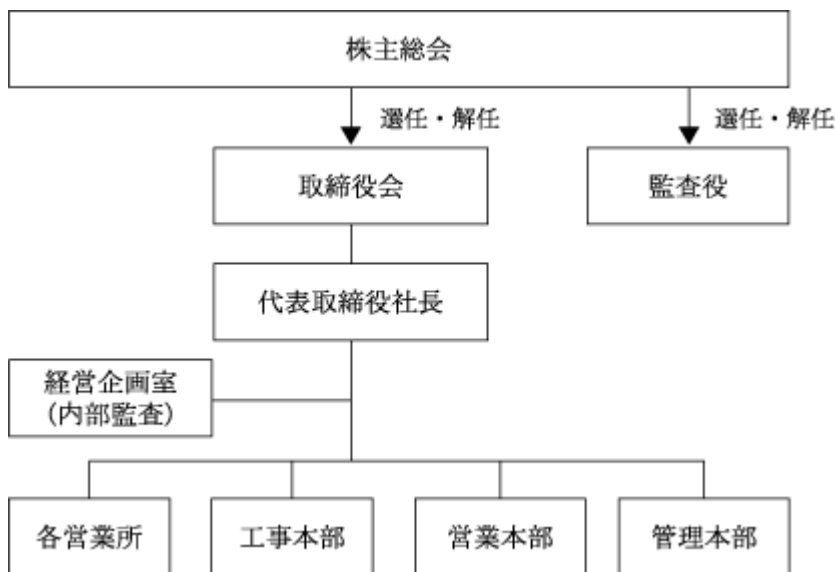 株主総会
選任・解任
選任・解任
取締役会
監査役
代表取締役社長
経営企画室
(内部監査)
各営業所
工事本部
営業本部
管理本部